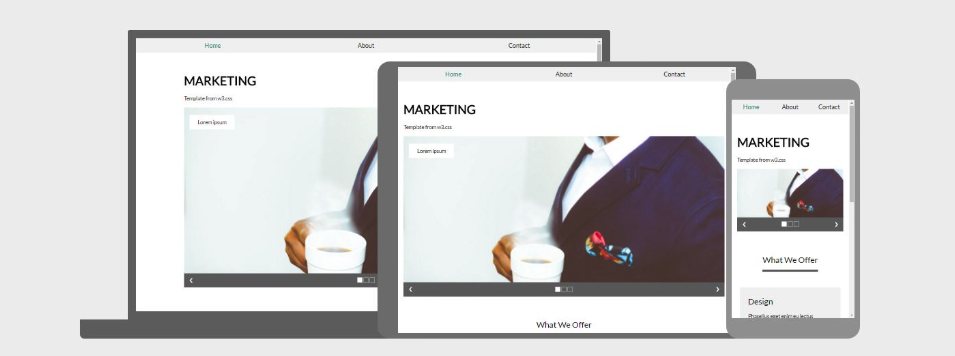 Home About Contact
MARKETING
Template from w3.css
Lorem ipsum
Home About Contact
MARKETING
Template from w3.css
Lorem ipsum
What We Offer
Home About Contact
MARKETING
Template from w3.css
What We Offer
Design
Phasellus eget enim eu lectus